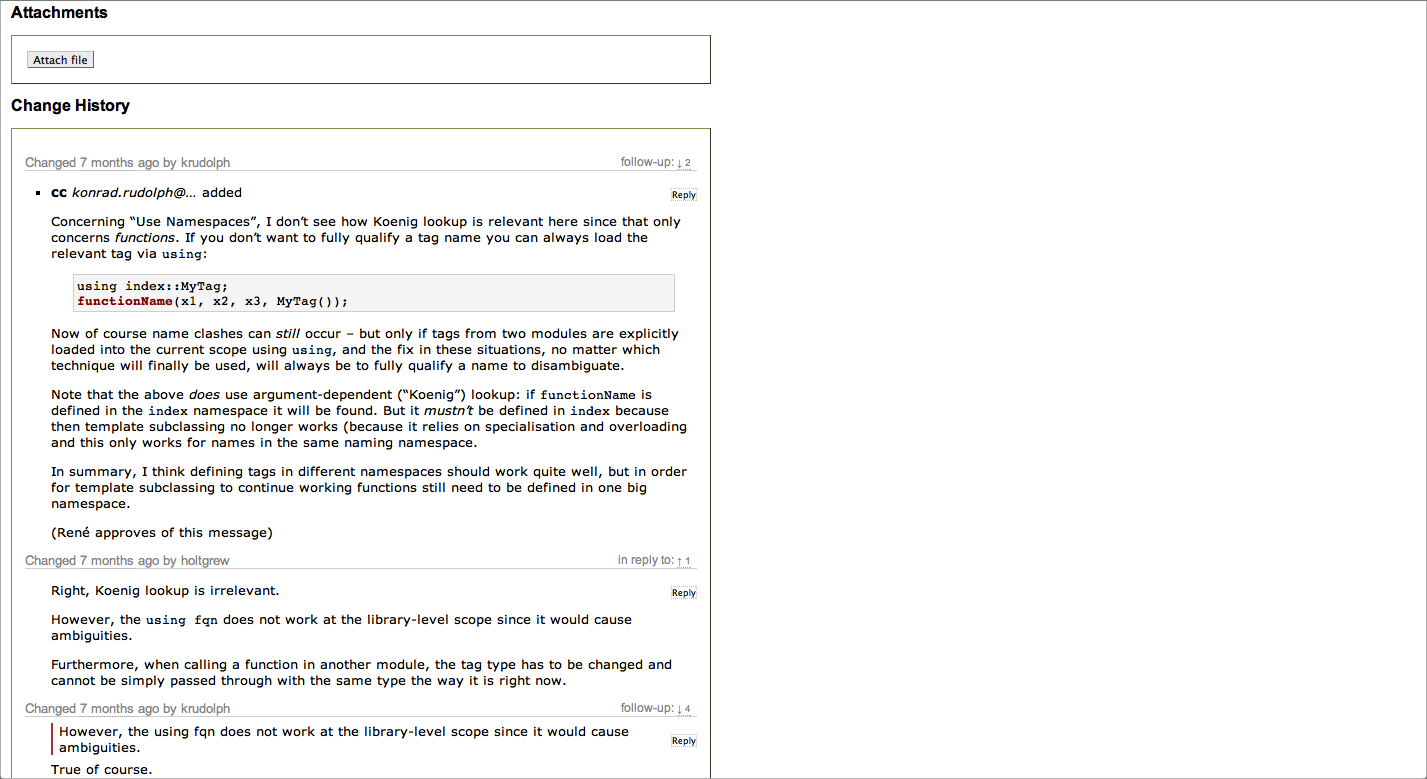 Attachments
Attach file
Change History
Changed 7 months ago by krudolph
follow-up: ↓ 2
▪ cc konrad.rudolph@… added
Reply
Concerning “Use Namespaces”, I don’t see how Koenig lookup is relevant here since that only
concerns functions. If you don’t want to fully qualify a tag name you can always load the
relevant tag via using:
using index::MyTag;
functionName(x1, x2, x3, MyTag());
Now of course name clashes can still occur – but only if tags from two modules are explicitly
loaded into the current scope using using, and the fix in these situations, no matter which
technique will finally be used, will always be to fully qualify a name to disambiguate.
Note that the above does use argument-dependent (“Koenig”) lookup: if functionName is
defined in the index namespace it will be found. But it mustn’t be defined in index because
then template subclassing no longer works (because it relies on specialisation and overloading
and this only works for names in the same naming namespace.
In summary, I think defining tags in different namespaces should work quite well, but in order
for template subclassing to continue working functions still need to be defined in one big
namespace.
(René approves of this message)
Changed 7 months ago by holtgrew
in reply to: ↑ 1
Right, Koenig lookup is irrelevant.
Reply
However, the using fqn does not work at the library-level scope since it would cause
ambiguities.
Furthermore, when calling a function in another module, the tag type has to be changed and
cannot be simply passed through with the same type the way it is right now.
Changed 7 months ago by krudolph
follow-up: ↓ 4
However, the using fqn does not work at the library-level scope since it would cause
ambiguities.
Reply
True of course.